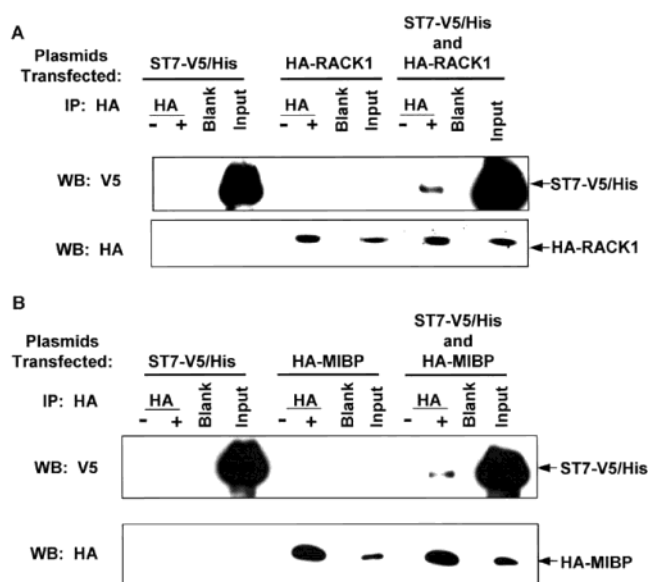 A
Plasmids
Transfected:
ST7-V5/His
HA-RACK1
ST7-V5/His
and
HA-RACK1
IP: HA
HA
- +
Blank
Input
HA
- +
Blank
Input
HA
- +
Blank
Input
WB: V5
ST7-V5/His
WB: HA
HA-RACK1
B
Plasmids
Transfected:
ST7-V5/His
HA-MIBP
ST7-V5/His
and
HA-MIBP
IP: HA
HA
- +
Blank
Input
HA
- +
Blank
Input
HA
- +
Blank
Input
WB: V5
ST7-V5/His
WB: HA
HA-MIBP